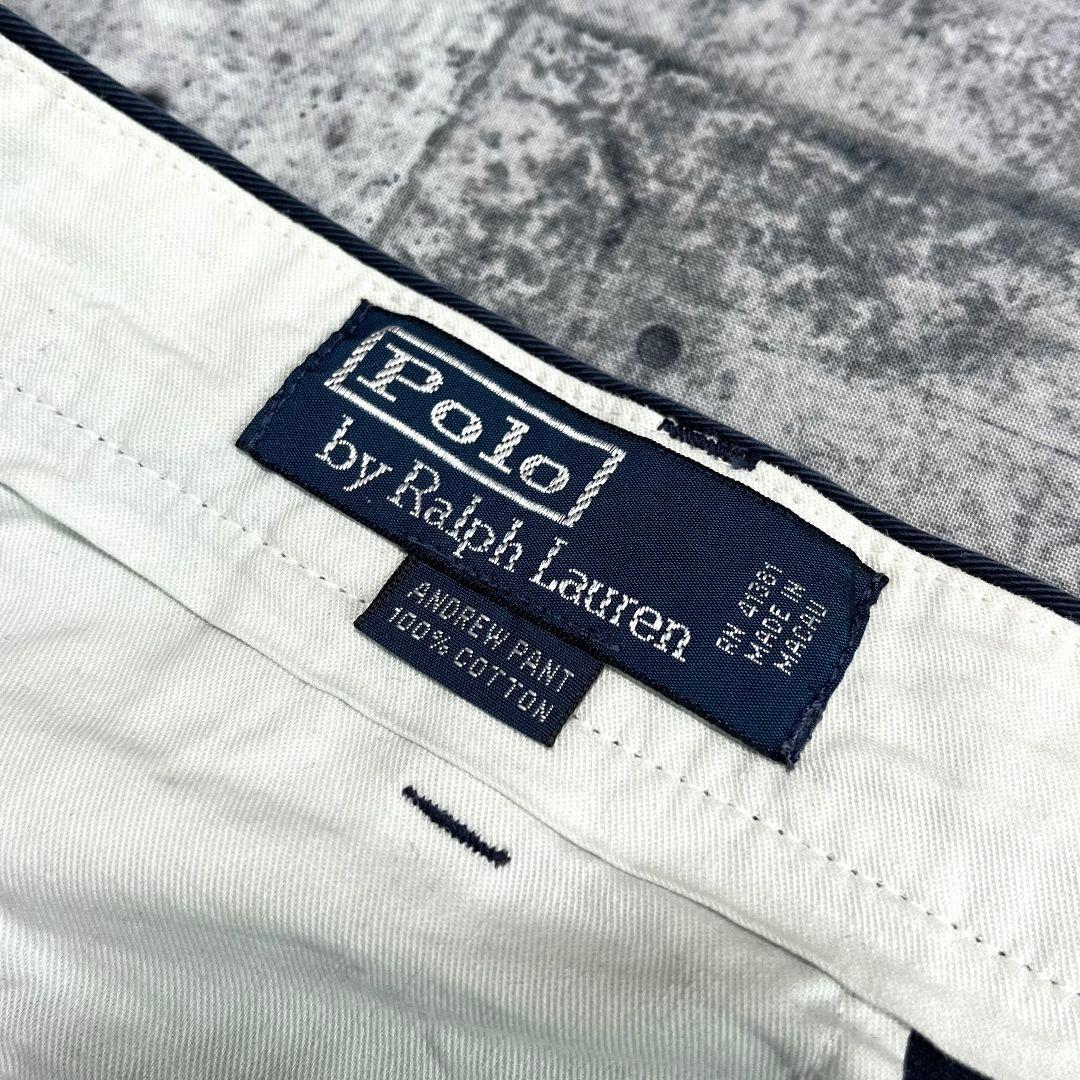 Polo
by Ralph Lauren
RN 41381
MADE IN
MACAU
ANDREW PANT
100% COTTON